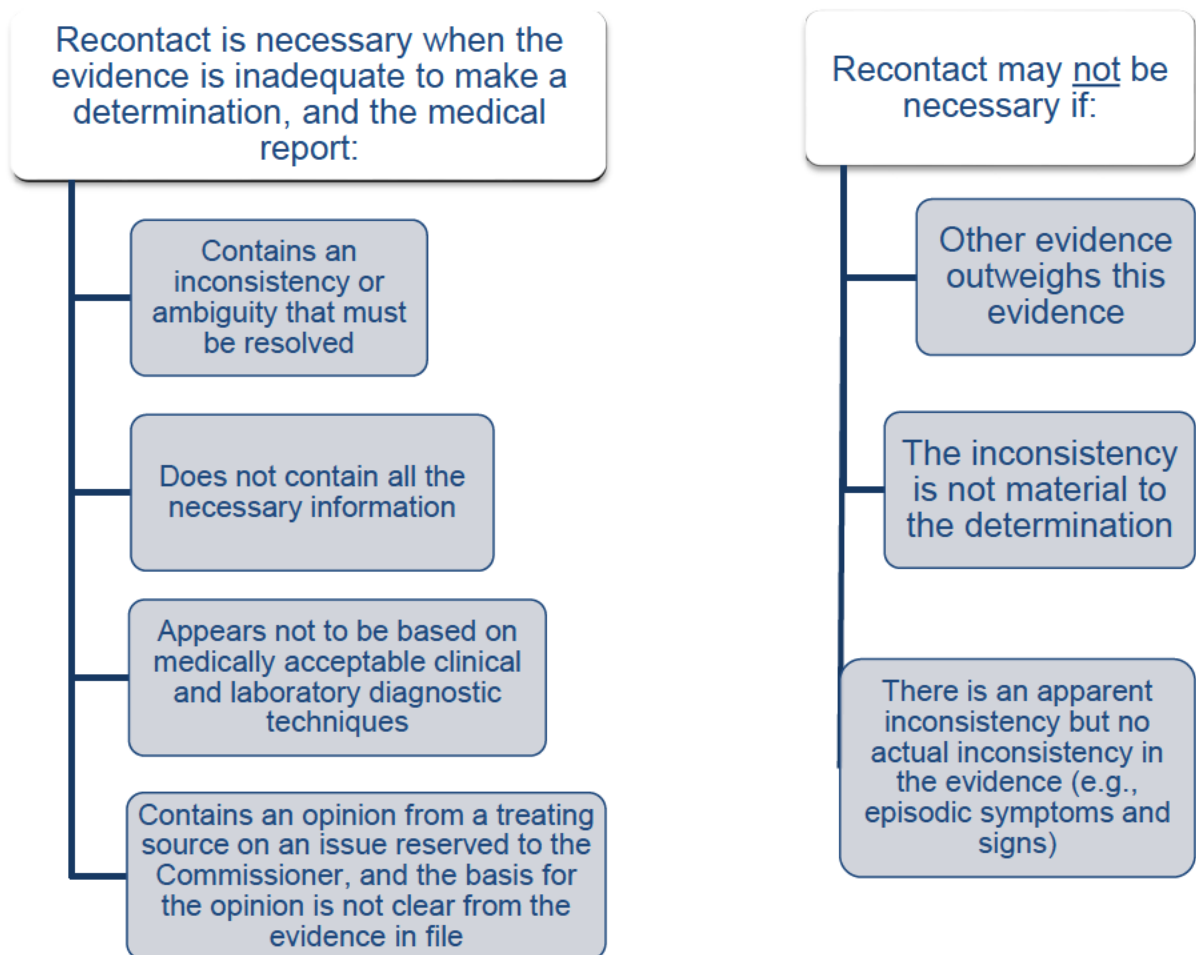 Recontact is necessary when the
evidence is inadequate to make a
determination, and the medical
report:
Contains an
inconsistency or
ambiguity that must
be resolved
Does not contain all the
necessary information
Appears not to be based on
medically acceptable clinical
and laboratory diagnostic
techniques
Contains an opinion from a treating
source on an issue reserved to the
Commissioner, and the basis for
the opinion is not clear from the
evidence in file
Recontact may not be
necessary if:
Other evidence
outweighs this
evidence
The inconsistency
is not material to
the determination
There is an apparent
inconsistency but no
actual inconsistency in
the evidence (e.g.,
episodic symptoms and
signs)